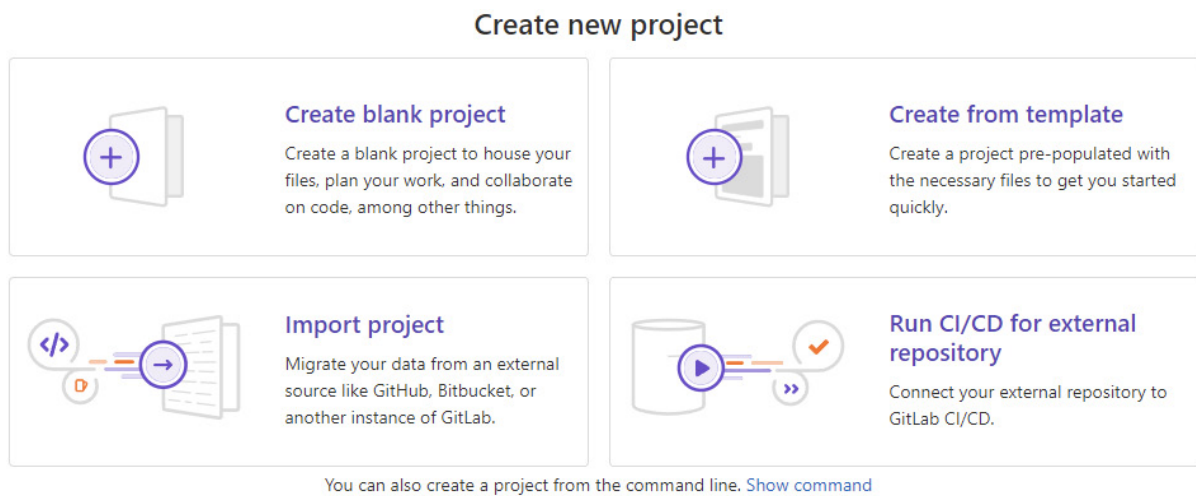 Create new project
Create blank project
Create a blank project to house your
files, plan your work, and collaborate
on code, among other things.
Create from template
Create a project pre-populated with
the necessary files to get you started
quickly.
Import project
Migrate your data from an external
source like GitHub, Bitbucket, or
another instance of GitLab.
Run CI/CD for external
repository
Connect your external repository to
GitLab CI/CD.
You can also create a project from the command line. Show command